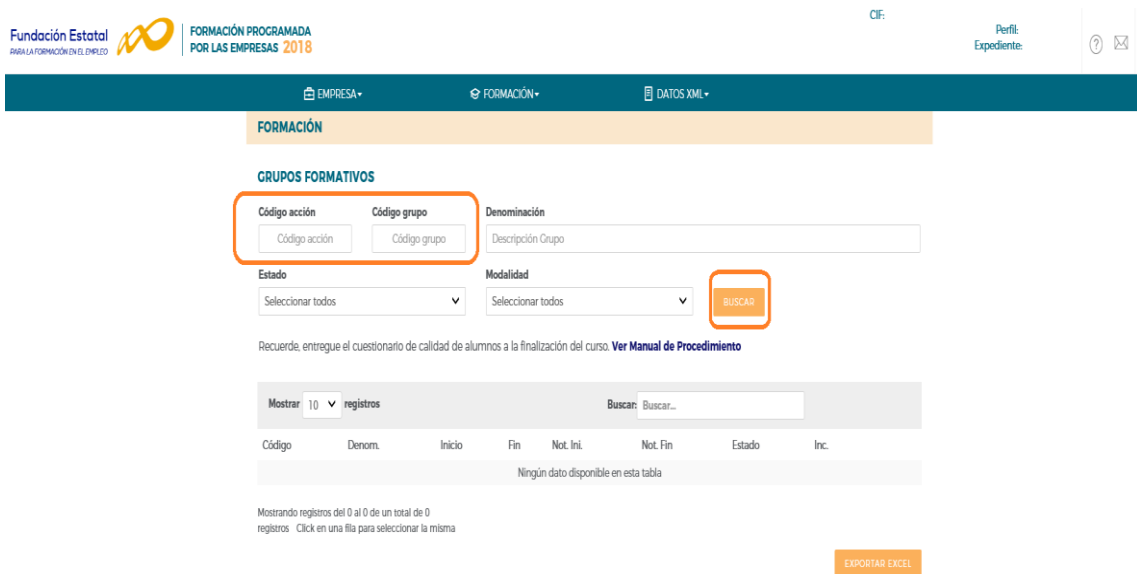 CIF:
Fundación Estatal
PARA LA FORMACIÓN EN EL EMPLEO
FORMACIÓN PROGRAMADA
POR LAS EMPRESAS 2018
Perfil:
Expediente:
?
EMPRESA
FORMACIÓN
DATOS XML
FORMACIÓN
GRUPOS FORMATIVOS
Código acción Código grupo Denominación
Código acción Código grupo Descripción Grupo
Estado Modalidad
Seleccionar todos Seleccionar todos BUSCAR
Recuerde, entregue el cuestionario de calidad de alumnos a la finalización del curso. Ver Manual de Procedimiento
Mostrar 10 registros Buscar: Buscar...
Código Denom. Inicio Fin Not. Ini. Not. Fin Estado Inc.
Ningún dato disponible en esta tabla
Mostrando registros del 0 al 0 de un total de 0
registros Click en una fila para seleccionar la misma
EXPORTAR EXCEL